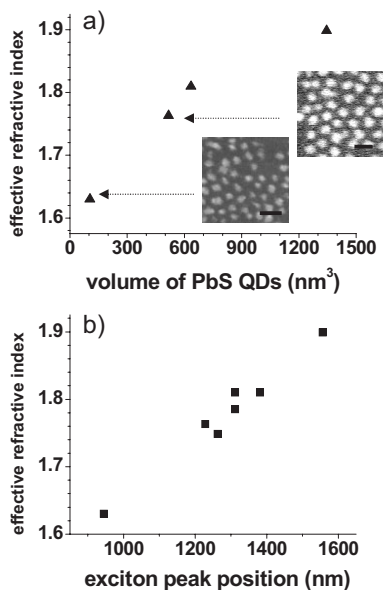 a)
effective refractive index
1.9
1.8
1.7
1.6
0 300 600 900 1200 1500
volume of PbS QDs (nm³)
b)
effective refractive index
1.9
1.8
1.7
1.6
1000 1200 1400 1600
exciton peak position (nm)